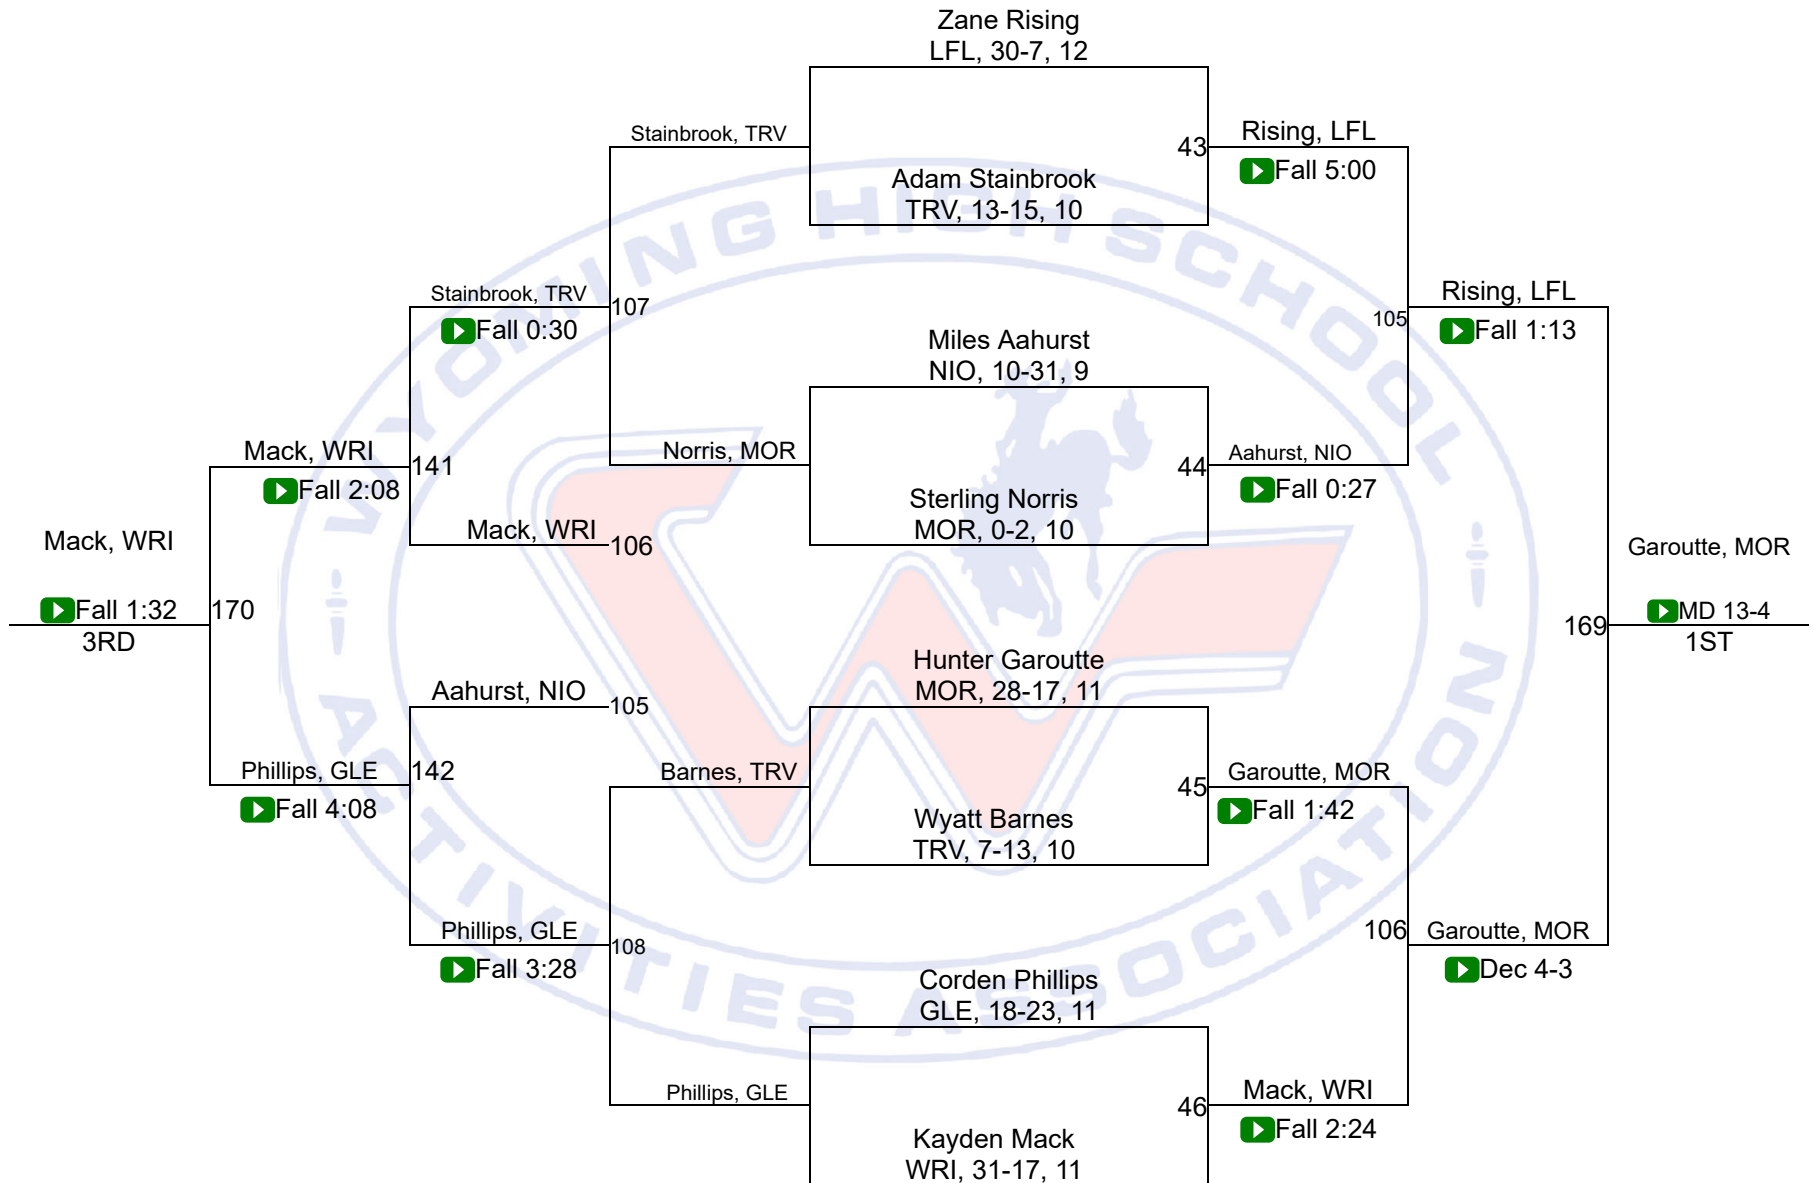 Zane Rising
LFL, 30-7, 12
Stainbrook, TRV
43
Rising, LFL
Fall 5:00
Adam Stainbrook
TRV, 13-15, 10
Stainbrook, TRV
107
Fall 0:30
105
Rising, LFL
Fall 1:13
Miles Aahurst
NIO, 10-31, 9
Mack, WRI
141
Fall 2:08
Norris, MOR
44
Aahurst, NIO
Fall 0:27
Sterling Norris
MOR, 0-2, 10
Mack, WRI
106
Mack, WRI
Fall 1:32
170
3RD
Garoutte, MOR
169
MD 13-4
1ST
Hunter Garoutte
MOR, 28-17, 11
Aahurst, NIO
105
Phillips, GLE
142
Fall 4:08
Barnes, TRV
45
Garoutte, MOR
Fall 1:42
Wyatt Barnes
TRV, 7-13, 10
Phillips, GLE
108
Fall 3:28
106
Garoutte, MOR
Dec 4-3
Corden Phillips
GLE, 18-23, 11
Phillips, GLE
46
Mack, WRI
Fall 2:24
Kayden Mack
WRI, 31-17, 11
WYOMING HIGH SCHOOL
ACTIVITIES ASSOCIATION